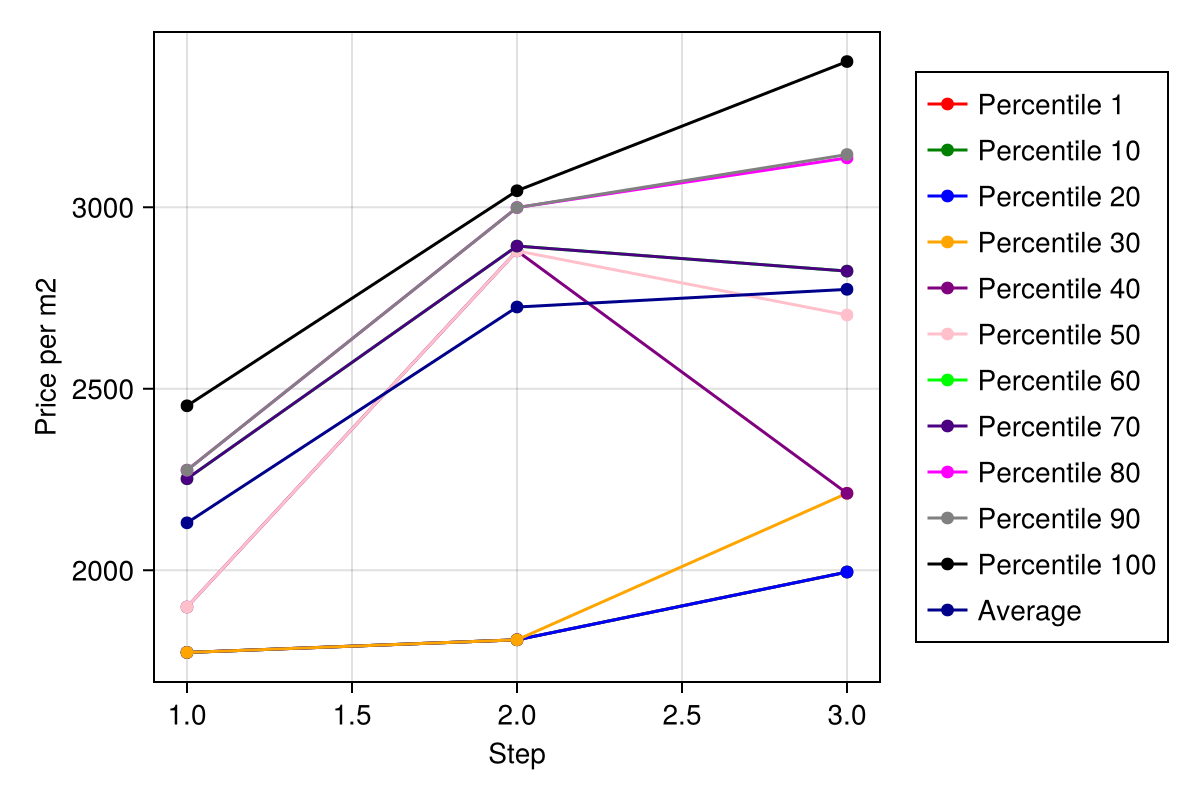 Price per m2
3000
2500
2000
1.0
1.5
2.0
2.5
3.0
Step
Percentile 1
Percentile 10
Percentile 20
Percentile 30
Percentile 40
Percentile 50
Percentile 60
Percentile 70
Percentile 80
Percentile 90
Percentile 100
Average